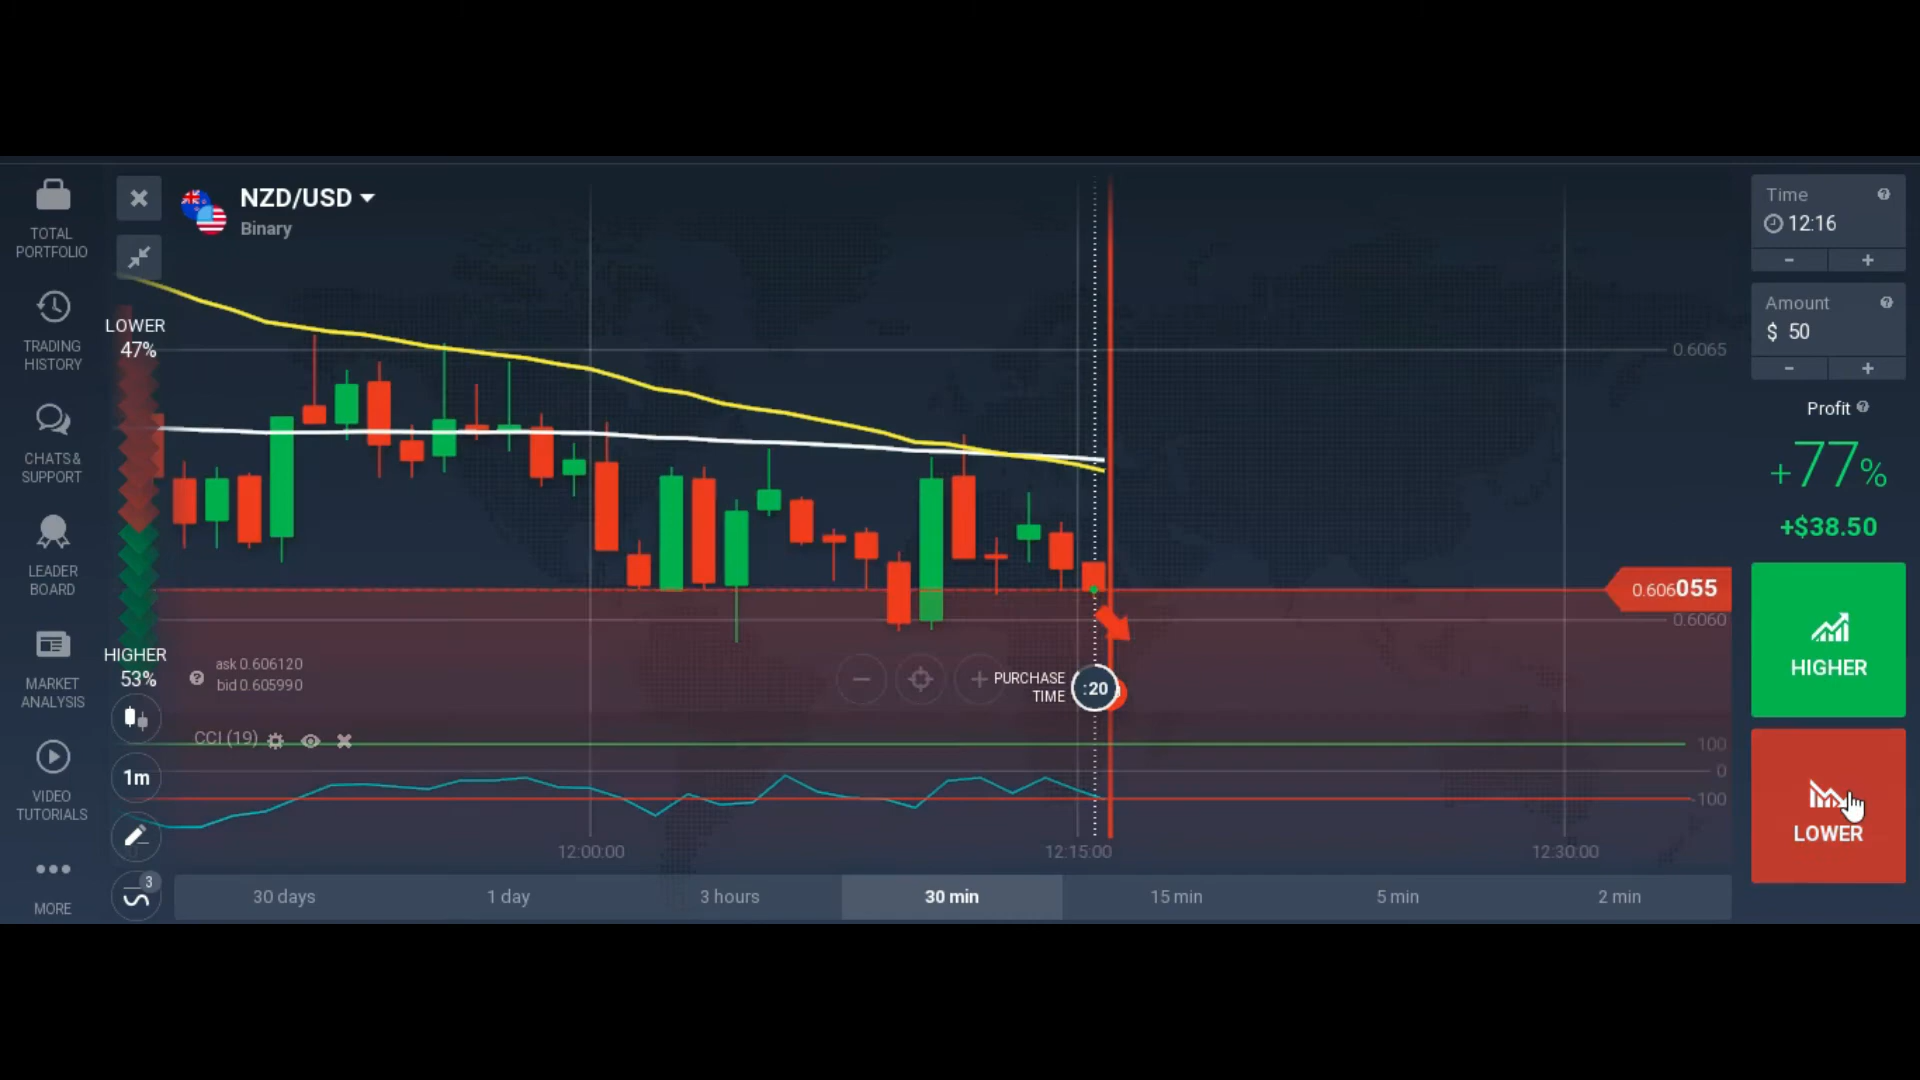 TOTAL
PORTFOLIO
TRADING
HISTORY
CHATS &
SUPPORT
LEADER
BOARD
MARKET
ANALYSIS
VIDEO
TUTORIALS
MORE
NZD/USD
Binary
LOWER
47%
HIGHER
53%
ask 0.606120
bid 0.605990
CCI (19)
1m
3
PURCHASE
TIME
:20
0.6065
0.606055
0.6060
100
0
-100
12:00:00
12:15:00
12:30:00
30 days
1 day
3 hours
30 min
15 min
5 min
2 min
Time
12:16
- +
Amount
$ 50
- +
Profit
+77%
+$38.50
HIGHER
LOWER